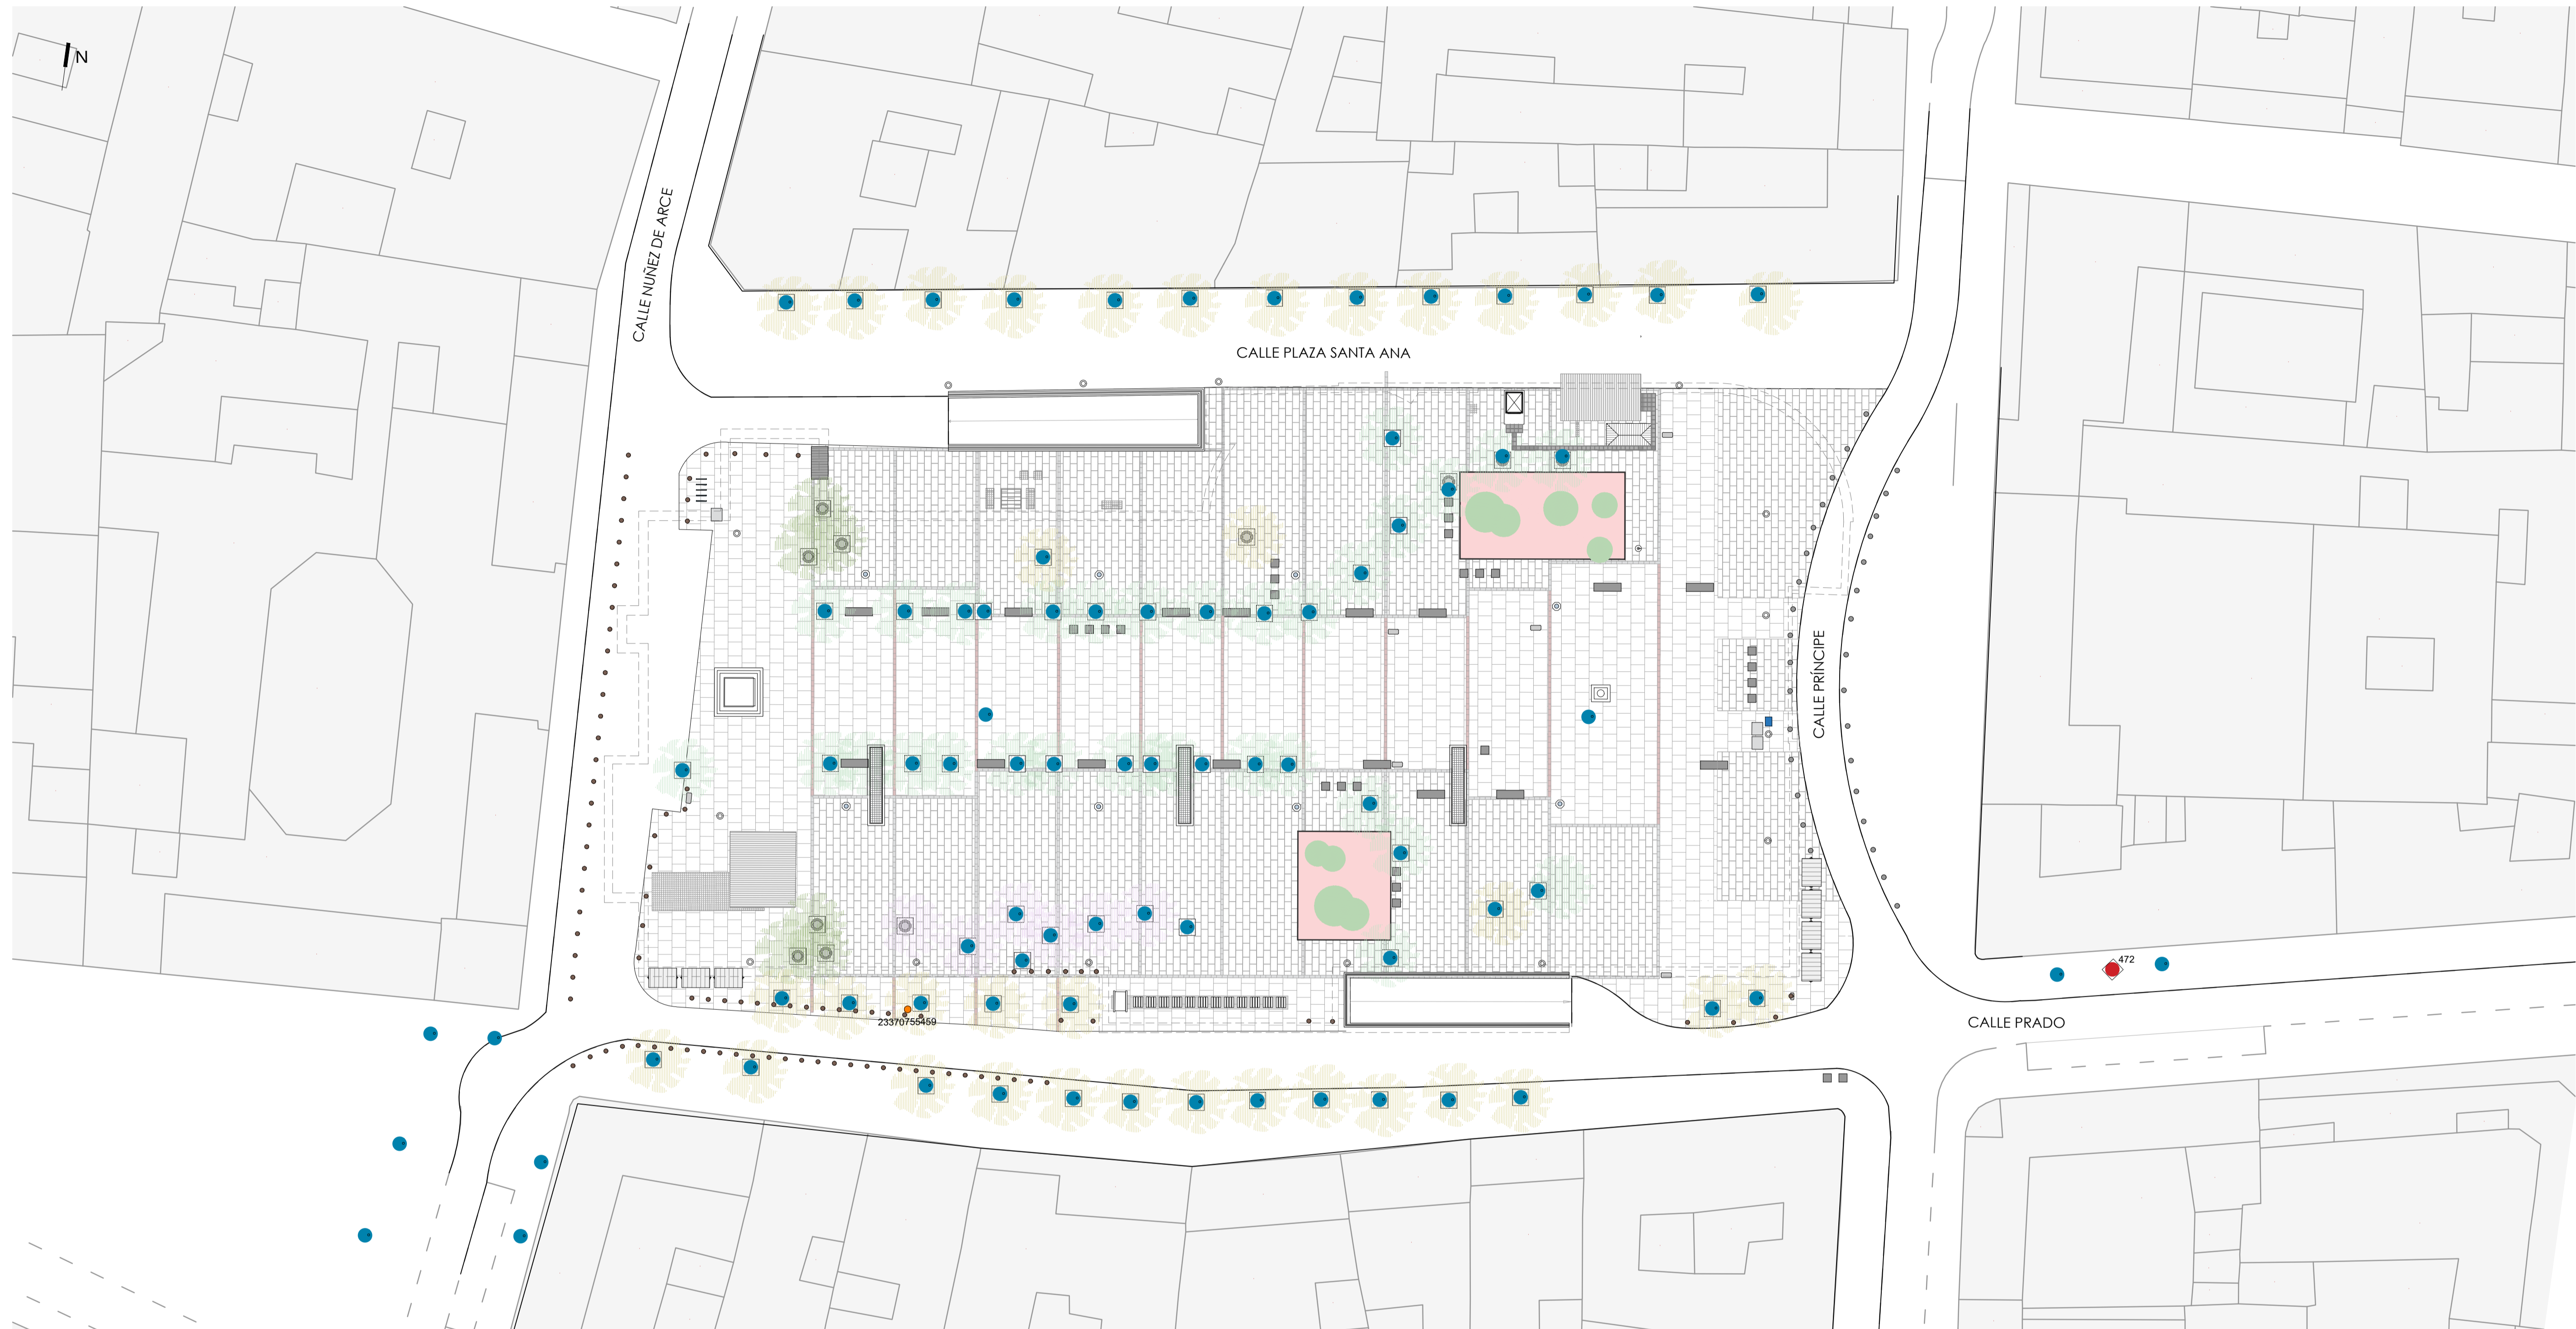 N
CALLE NUÑEZ DE ARCE
CALLE PLAZA SANTA ANA
CALLE PRÍNCIPE
472
23370755459
CALLE PRADO